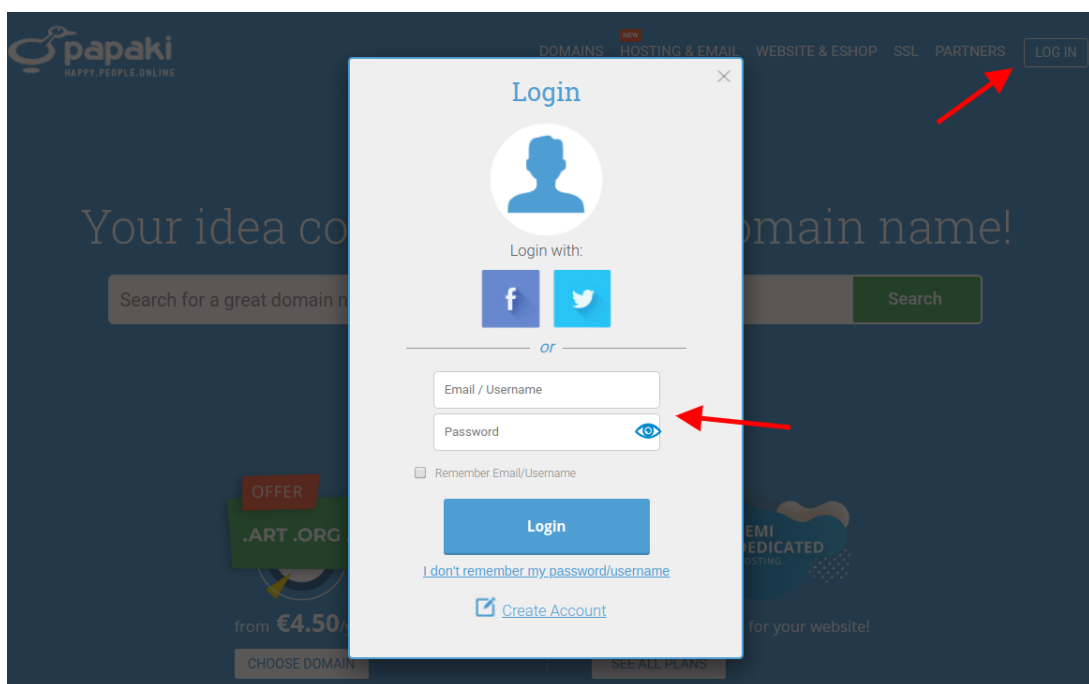 papaki
HAPPY.PEOPLE.ONLINE
NEW
DOMAINS HOSTING & EMAIL WEBSITE & ESHOP SSL PARTNERS LOG IN
Login
Your idea co
omain name!
Login with:
Search for a great domain n
Search
or
Email / Username
Password
Remember Email/Username
Login
I don't remember my password/username
Create Account
OFFER
.ART .ORG
from €4.50/
CHOOSE DOMAIN
EMI
DEDICATED
HOSTING
for your website!
SEE ALL PLANS